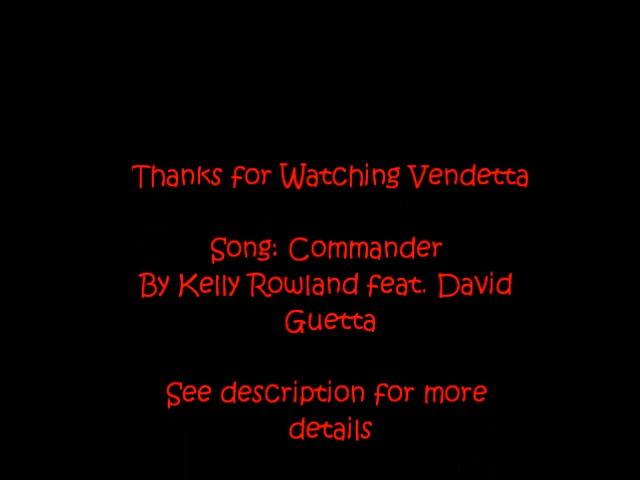 Thanks for Watching Vendetta
Song: Commander
By Kelly Rowland feat. David
Guetta
See description for more
details